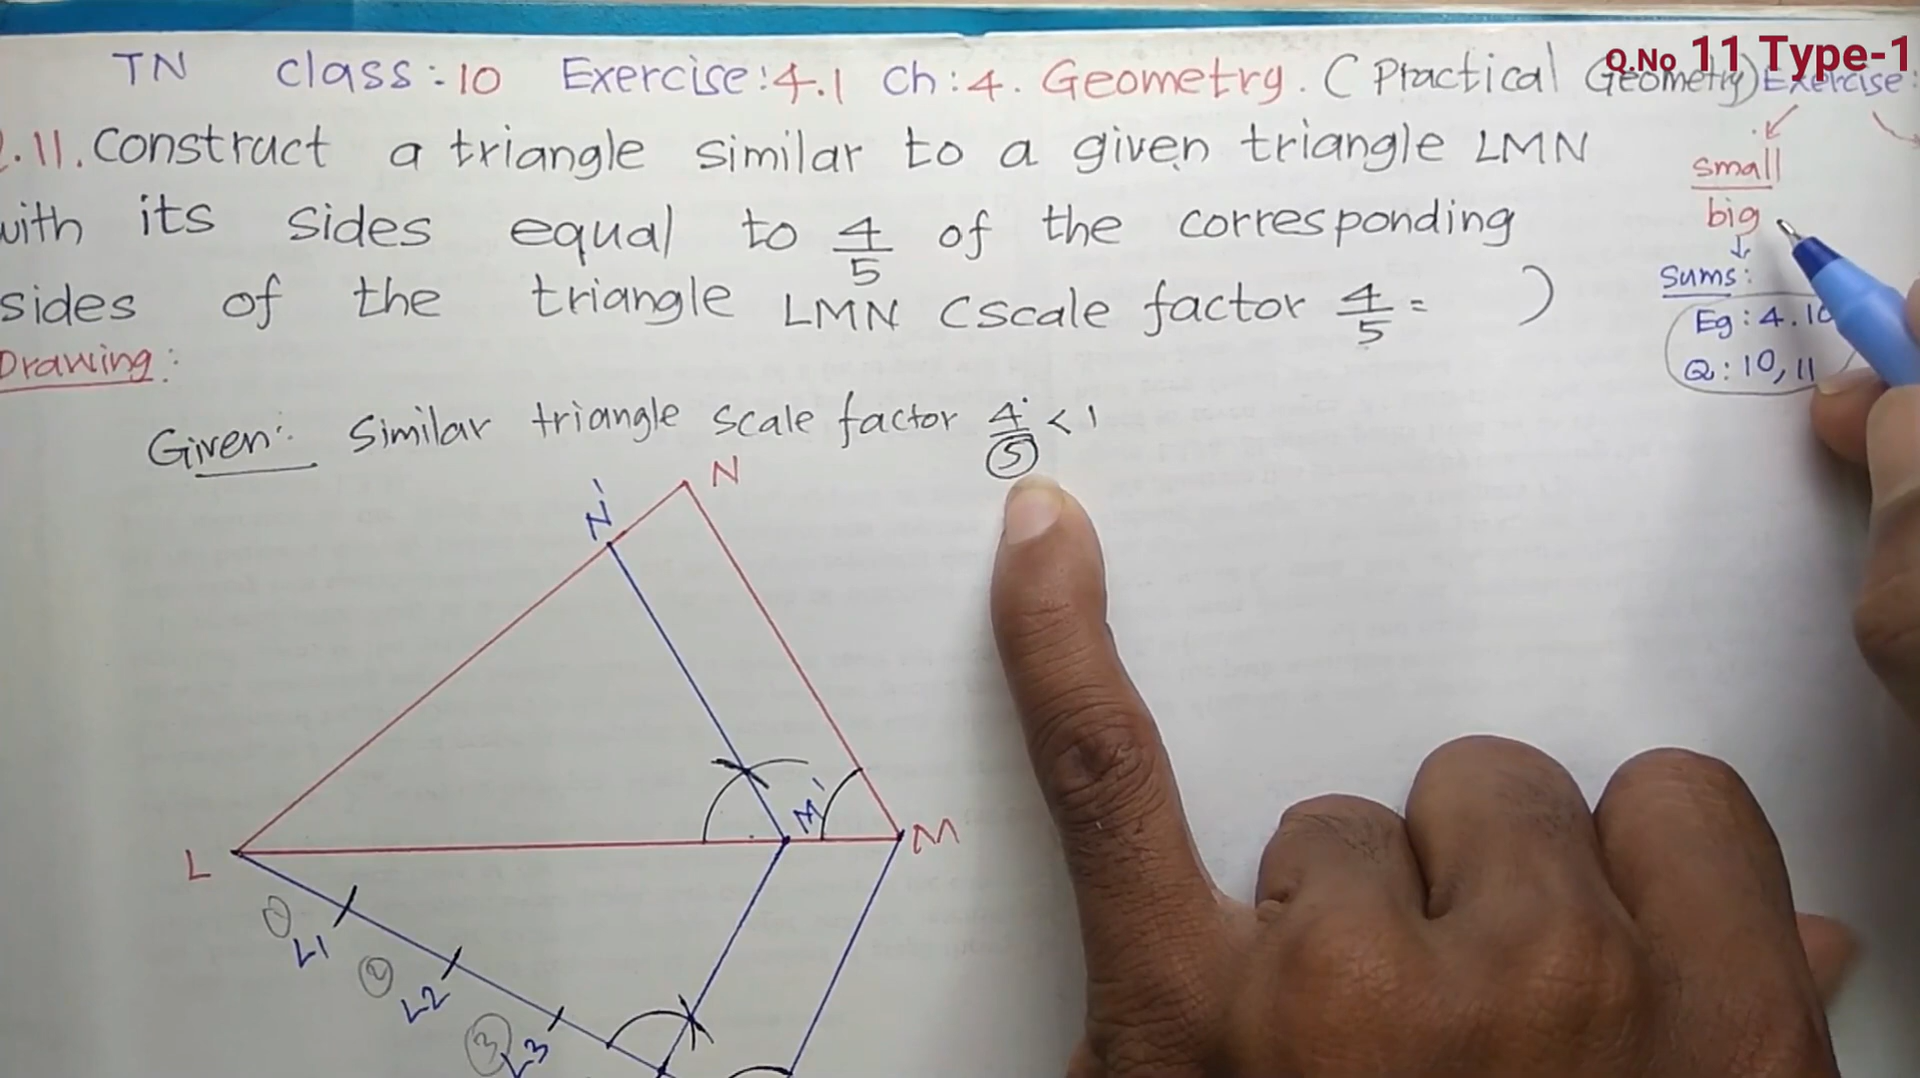 Q.No 11 Type-1
TN class:10 Exercise:4.1 Ch:4. Geometry. ( Practical Geometry) Exercise:
.11. Construct a triangle similar to a given triangle LMN
with its sides equal to 4/5 of the corresponding
sides of the triangle LMN (scale factor 4/5 = )
small
big
Sums:
Eg: 4.10
Q: 10, 11
Drawing:
Given: Similar triangle scale factor 4/5 < 1
N
N'
M'
M
L
1
L1
2
L2
3
L3